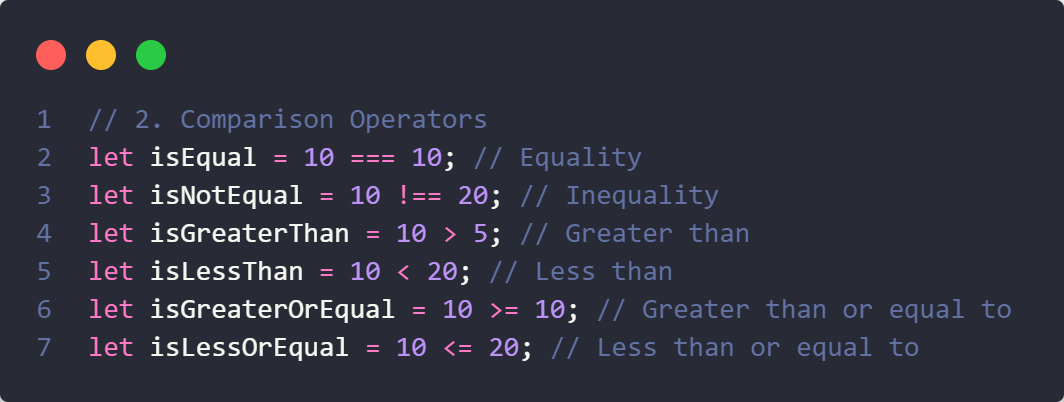 1 // 2. Comparison Operators
2 let isEqual = 10 === 10; // Equality
3 let isNotEqual = 10 !== 20; // Inequality
4 let isGreaterThan = 10 > 5; // Greater than
5 let isLessThan = 10 < 20; // Less than
6 let isGreaterOrEqual = 10 >= 10; // Greater than or equal to
7 let isLessOrEqual = 10 <= 20; // Less than or equal to